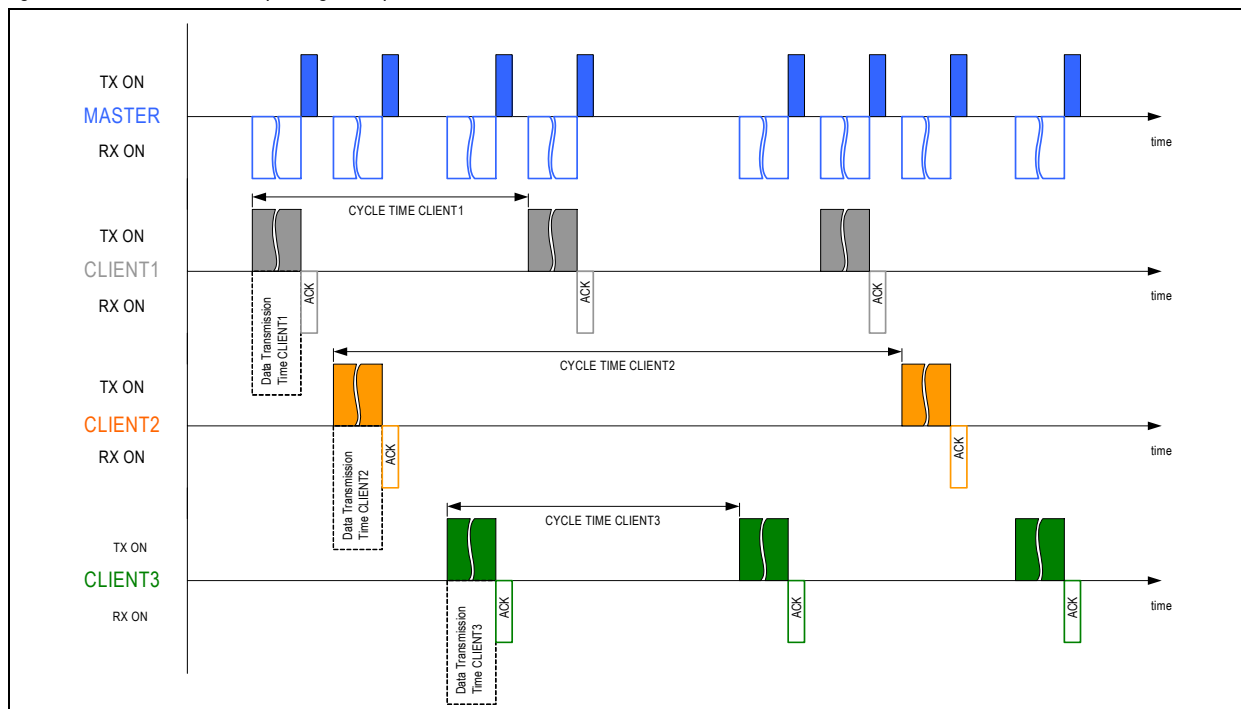 TX ON
MASTER
RX ON
time
CYCLE TIME CLIENT1
TX ON
CLIENT1
RX ON
time
ACK
ACK
ACK
Data Transmission
Time CLIENT1
CYCLE TIME CLIENT2
TX ON
CLIENT2
RX ON
time
ACK
ACK
Data Transmission
Time CLIENT2
CYCLE TIME CLIENT3
TX ON
CLIENT3
RX ON
time
ACK
ACK
ACK
Data Transmission
Time CLIENT3